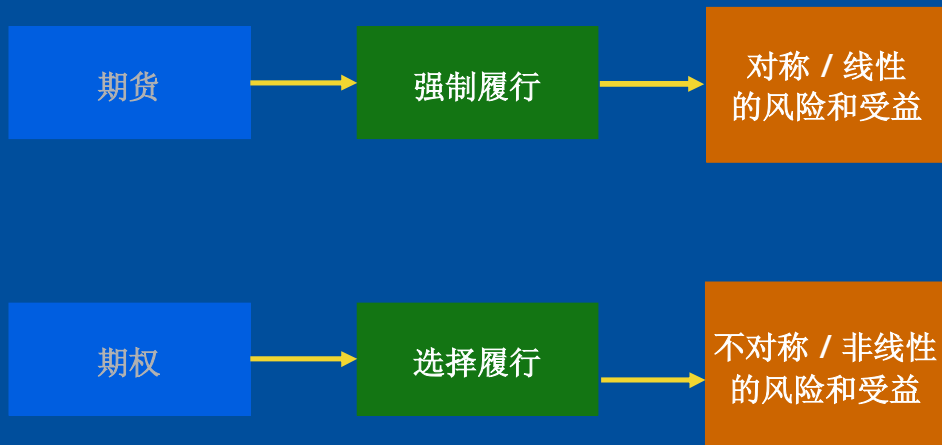 期货
强制履行
对称 / 线性
的风险和受益
期权
选择履行
不对称 / 非线性
的风险和受益